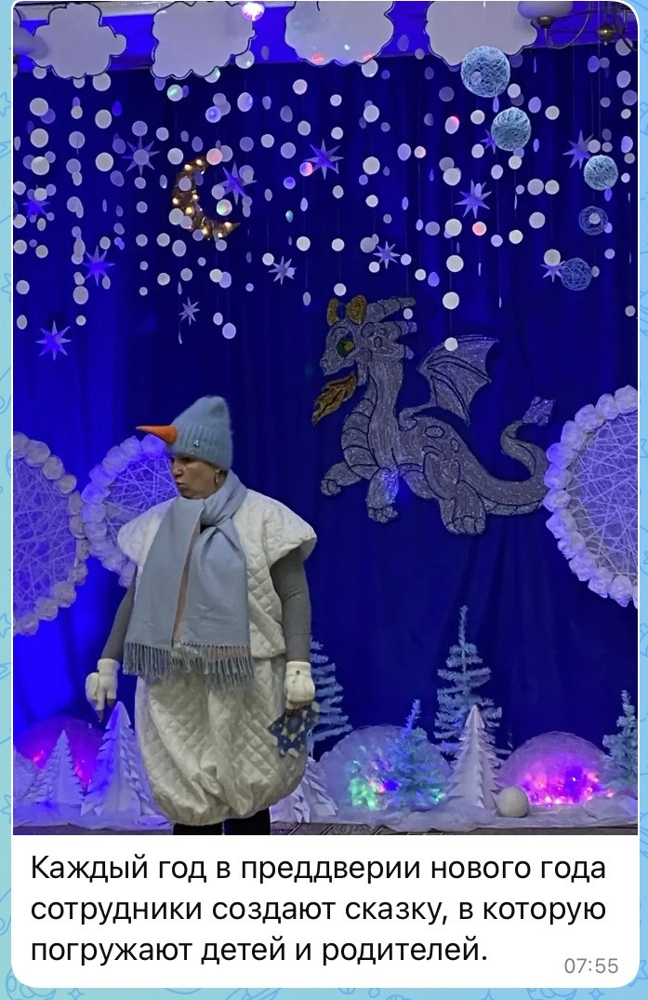 Каждый год в преддверии нового года
сотрудники создают сказку, в которую
погружают детей и родителей.
07:55